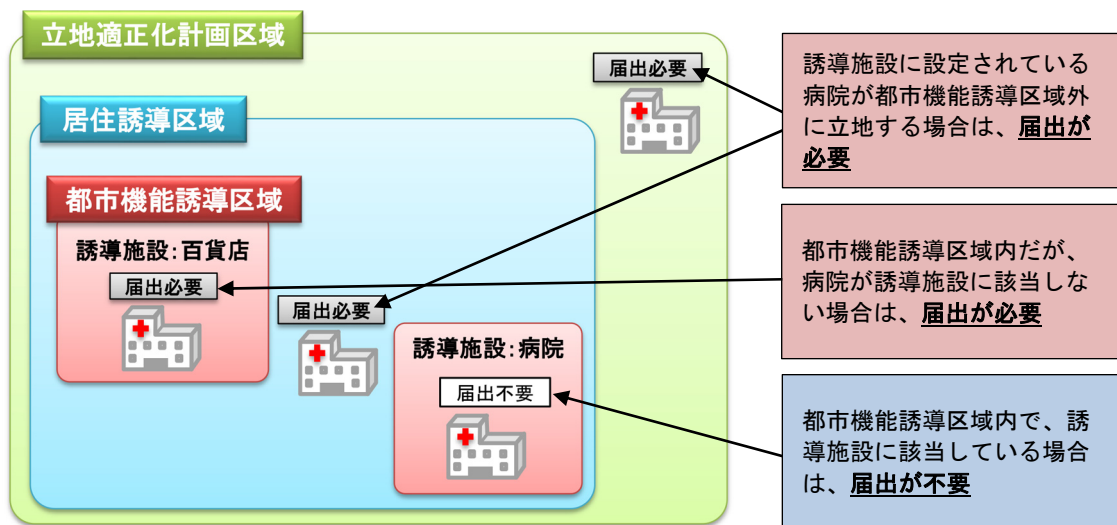 立地適正化計画区域
届出必要
居住誘導区域
都市機能誘導区域
誘導施設:百貨店
届出必要
届出必要
誘導施設:病院
届出不要
誘導施設に設定されている
病院が都市機能誘導区域外
に立地する場合は、届出が
必要
都市機能誘導区域内だが、
病院が誘導施設に該当しな
い場合は、届出が必要
都市機能誘導区域内で、誘
導施設に該当している場合
は、届出が不要